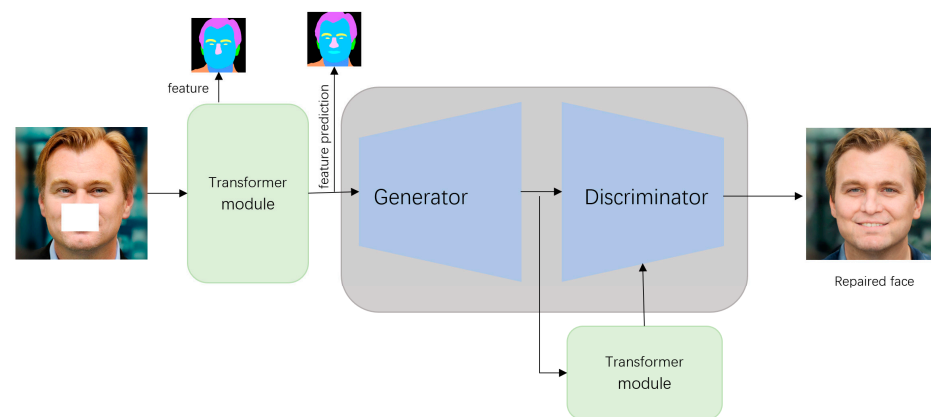 feature
feature prediction
Transformer
module
Generator
Discriminator
Repaired face
Transformer
module